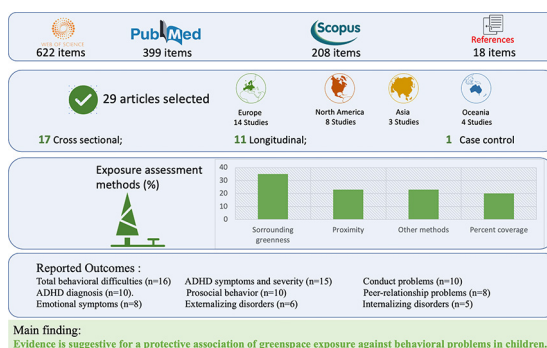 WEB OF SCIENCE
PubMed
Scopus
References
622 items
399 items
208 items
18 items
29 articles selected
Europe
14 Studies
North America
8 Studies
Asia
3 Studies
Oceania
4 Studies
17 Cross sectional;
11 Longitudinal;
1 Case control
Exposure assessment
methods (%)
40
30
20
10
0
Sorrounding
greenness
Proximity
Other methods
Percent coverage
Reported Outcomes :
Total behavioral difficulties (n=16)
ADHD symptoms and severity (n=15)
Conduct problems (n=10)
ADHD diagnosis (n=10).
Prosocial behavior (n=10)
Peer-relationship problems (n=8)
Emotional symptoms (n=8)
Externalizing disorders (n=6)
Internalizing disorders (n=5)
Main finding:
Evidence is suggestive for a protective association of greenspace exposure against behavioral problems in children.